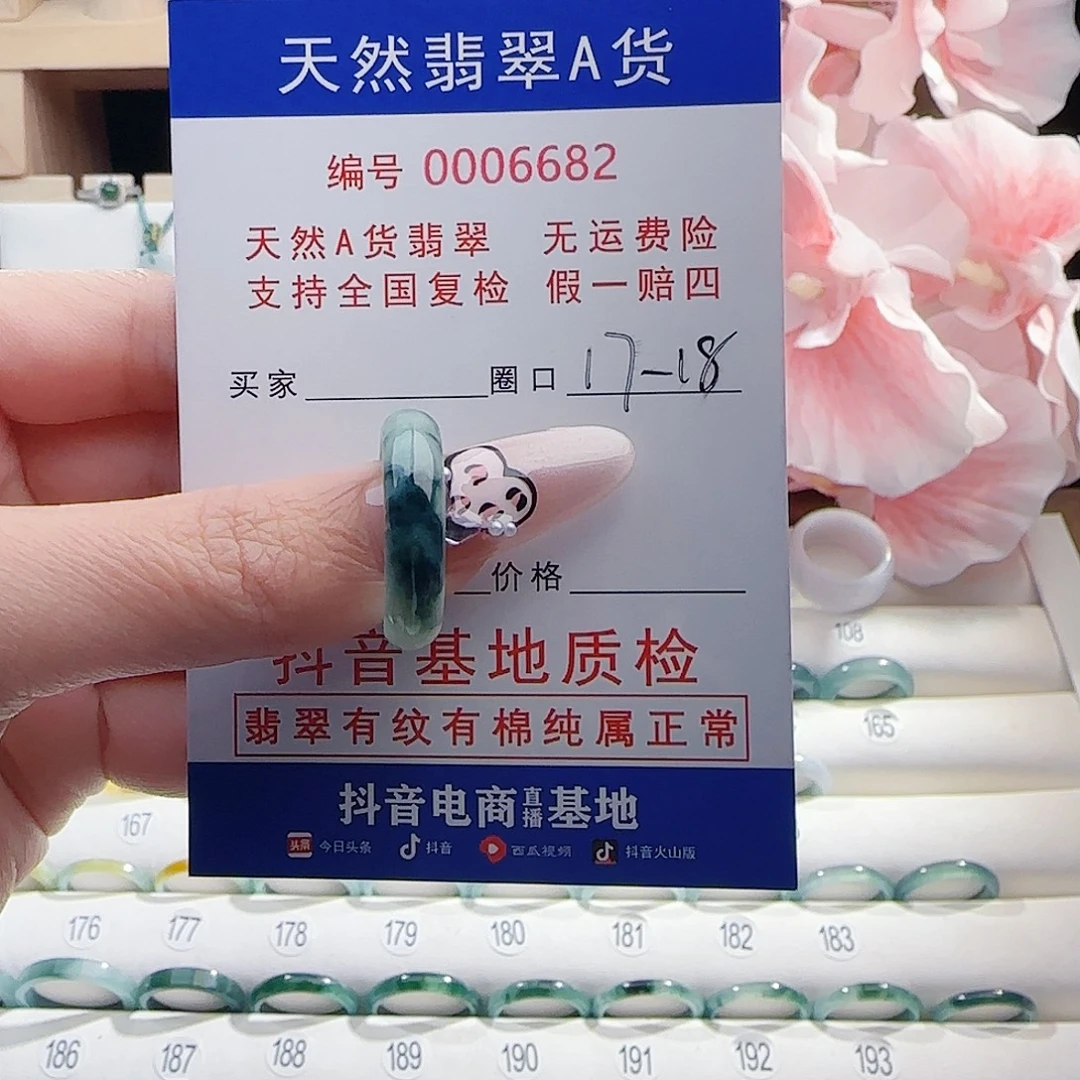 天然翡翠A货
编号 0006682
天然A货翡翠 无运费险
支持全国复检 假一赔四
买家 圈口 17-18
价格
抖音基地质检
翡翠有纹有棉纯属正常
抖音电商直播基地
头条 今日头条 抖音 西瓜视频 抖音火山版
108
165
167
176 177 178 179 180 181 182 183
186 187 188 189 190 191 192 193